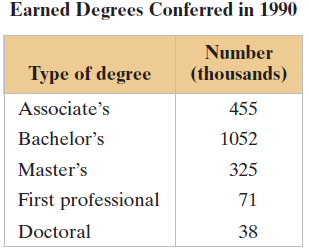 Earned Degrees Conferred in 1990
Number
Type of degree (thousands)
Associate’s 455
Bachelor’s 1052
Master’s 325
First professional 71
Doctoral 38